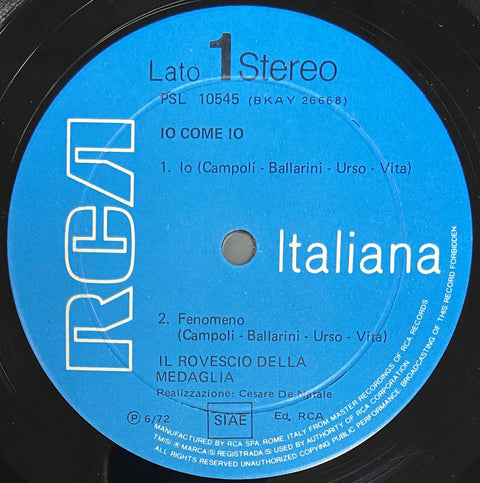 Lato 1 Stereo
PSL 10545 (BKAY 26668)
IO COME IO
1. Io (Campoli - Ballarini - Urso - Vita)
RCA Italiana
2. Fenomeno
(Campoli - Ballarini - Urso - Vita)
IL ROVESCIO DELLA
MEDAGLIA
Realizzazione: Cesare De Natale
Ⓟ 6/72 SIAE Ed. RCA
MANUFACTURED BY RCA SPA, ROME, ITALY FROM MASTER RECORDINGS OF RCA RECORDS
TM(S) ® MARCA(S) REGISTRADA(S) USED BY AUTHORITY OF RCA CORPORATION
ALL RIGHTS RESERVED UNAUTHORIZED COPYING PUBLIC PERFORMANCE BROADCASTING OF THIS RECORD FORBIDDEN